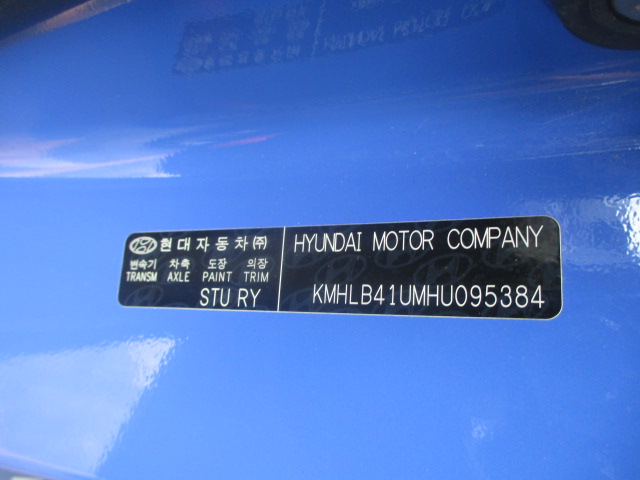 현대자동차㈜
변속기 차축 도장 의장
TRANSM AXLE PAINT TRIM
STU RY
HYUNDAI MOTOR COMPANY
KMHLB41UMHU095384